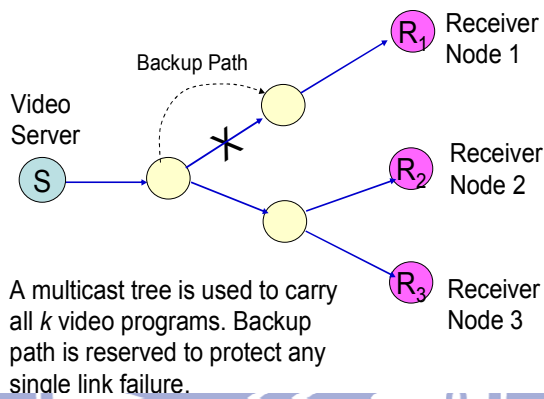 Receiver
Node 1
R1
Backup Path
Video
Server
S
Receiver
Node 2
R2
Receiver
Node 3
R3
A multicast tree is used to carry
all k video programs. Backup
path is reserved to protect any
single link failure.